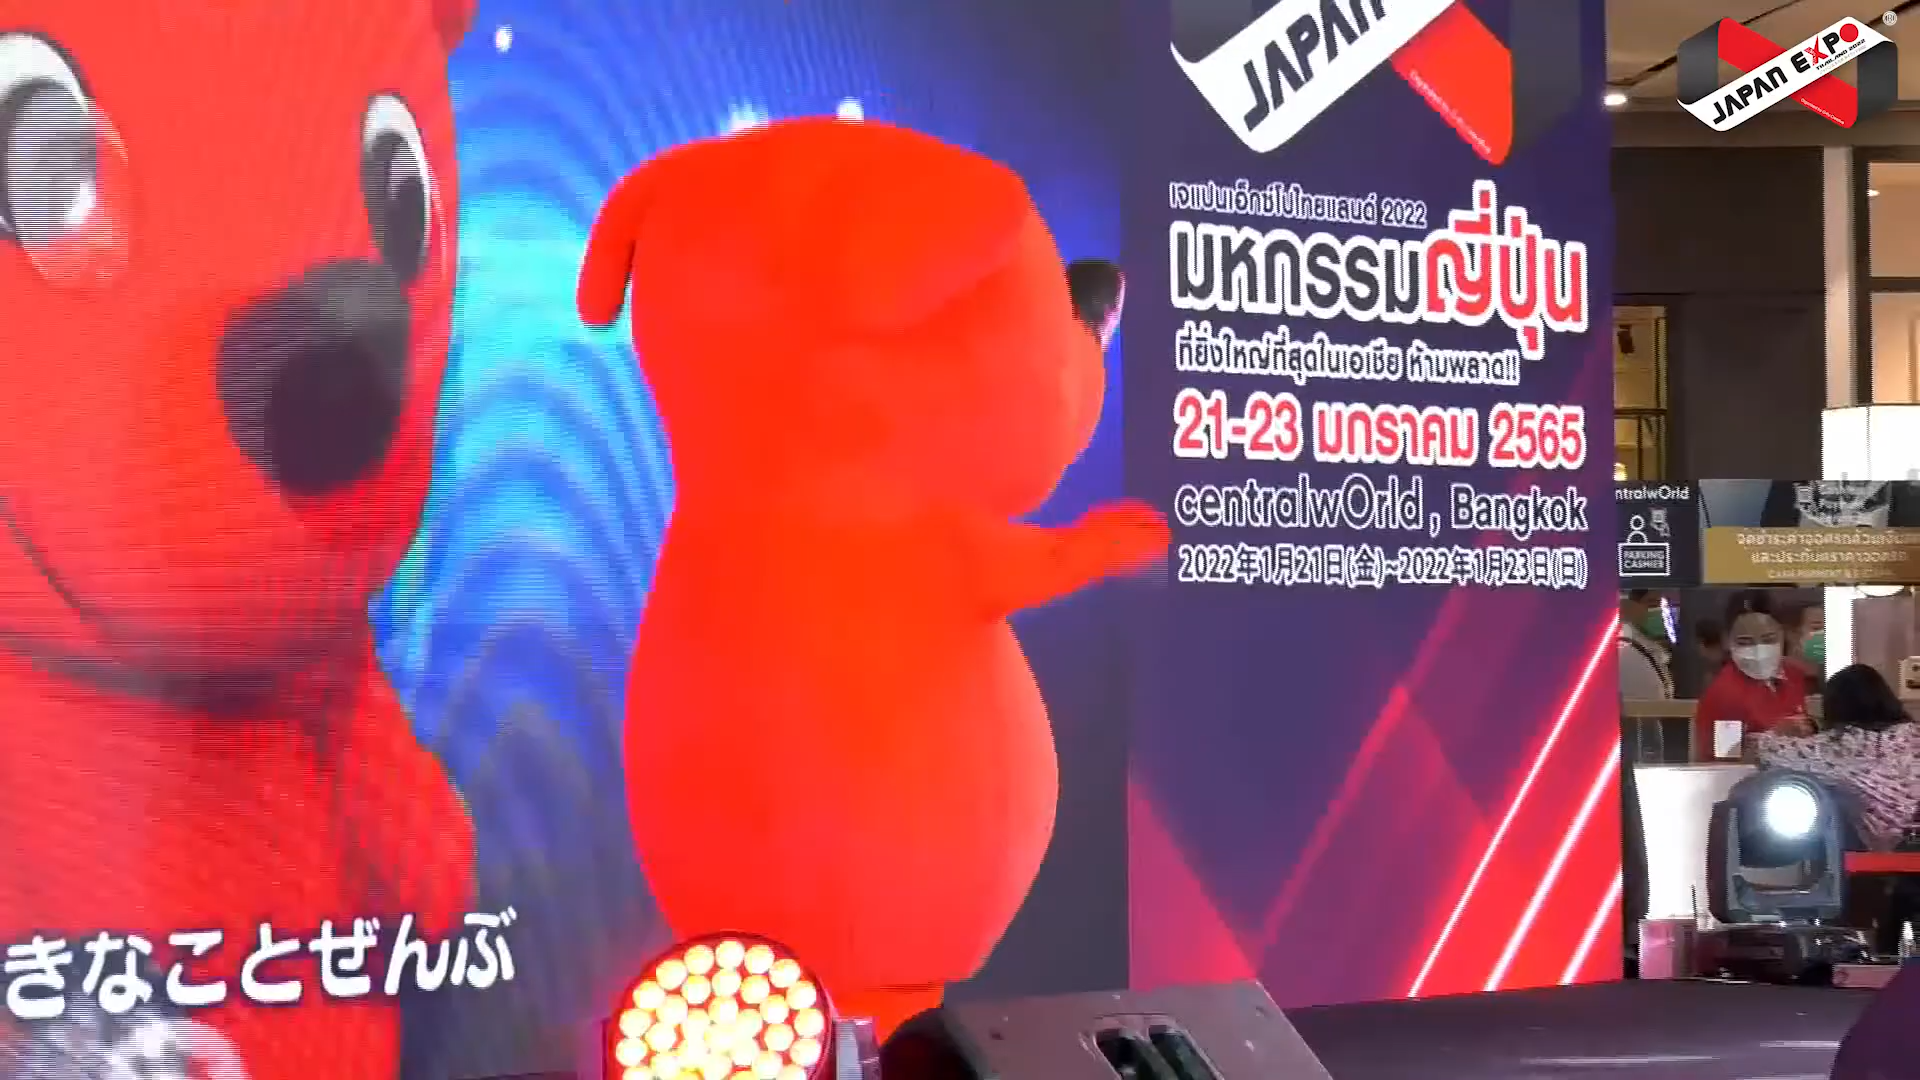 JAPAN
เจแปนเอ็กซ์โปไทยแลนด์ 2022
มหกรรมญี่ปุ่น
ที่ยิ่งใหญ่ที่สุดในเอเชีย ห้ามพลาด!!
21-23 มกราคม 2565
centralwOrld, Bangkok
2022年1月21日(金)~2022年1月23日(日)
JAPAN EXPO
THAILAND 2022
ntralwOrld
PARKING
CASHIER
きなことぜんぶ